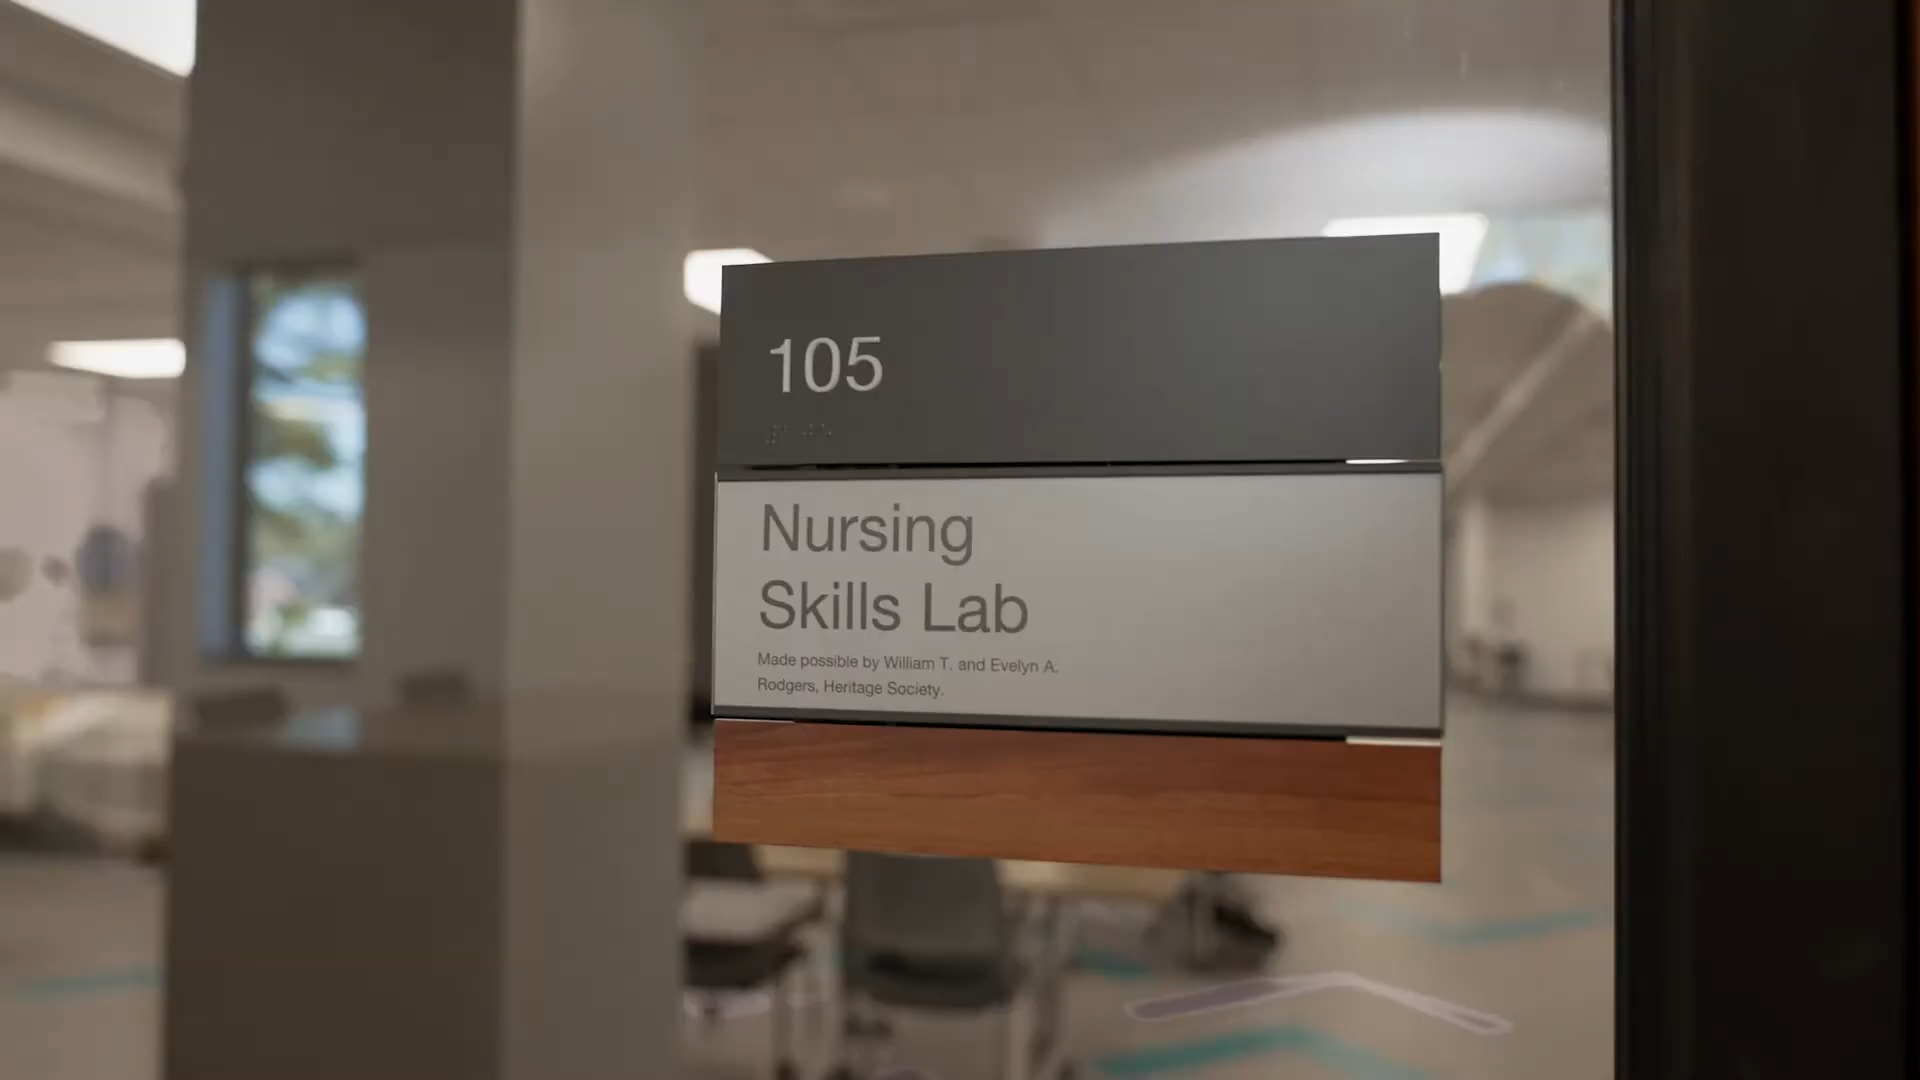 105
Nursing
Skills Lab
Made possible by William T. and Evelyn A.
Rodgers, Heritage Society.